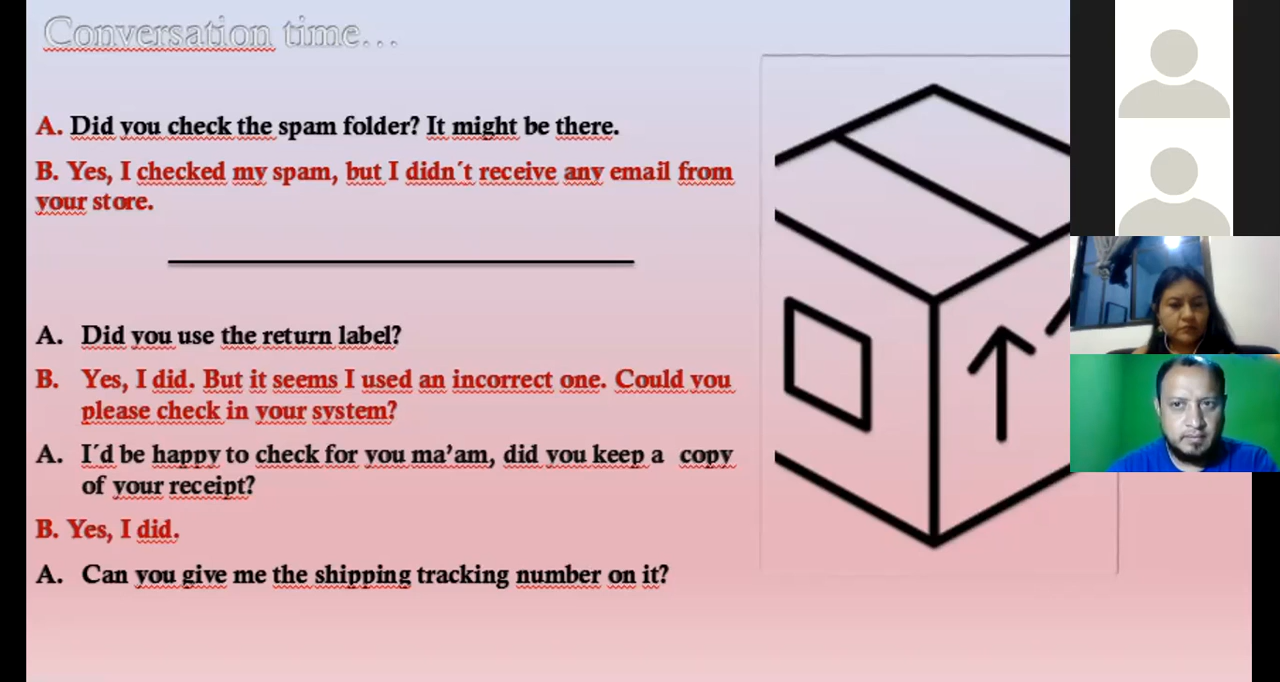 Conversation time…
A. Did you check the spam folder? It might be there.
B. Yes, I checked my spam, but I didn´t receive any email from
your store.
A. Did you use the return label?
B. Yes, I did. But it seems I used an incorrect one. Could you
please check in your system?
A. I´d be happy to check for you ma’am, did you keep a copy
of your receipt?
B. Yes, I did.
A. Can you give me the shipping tracking number on it?